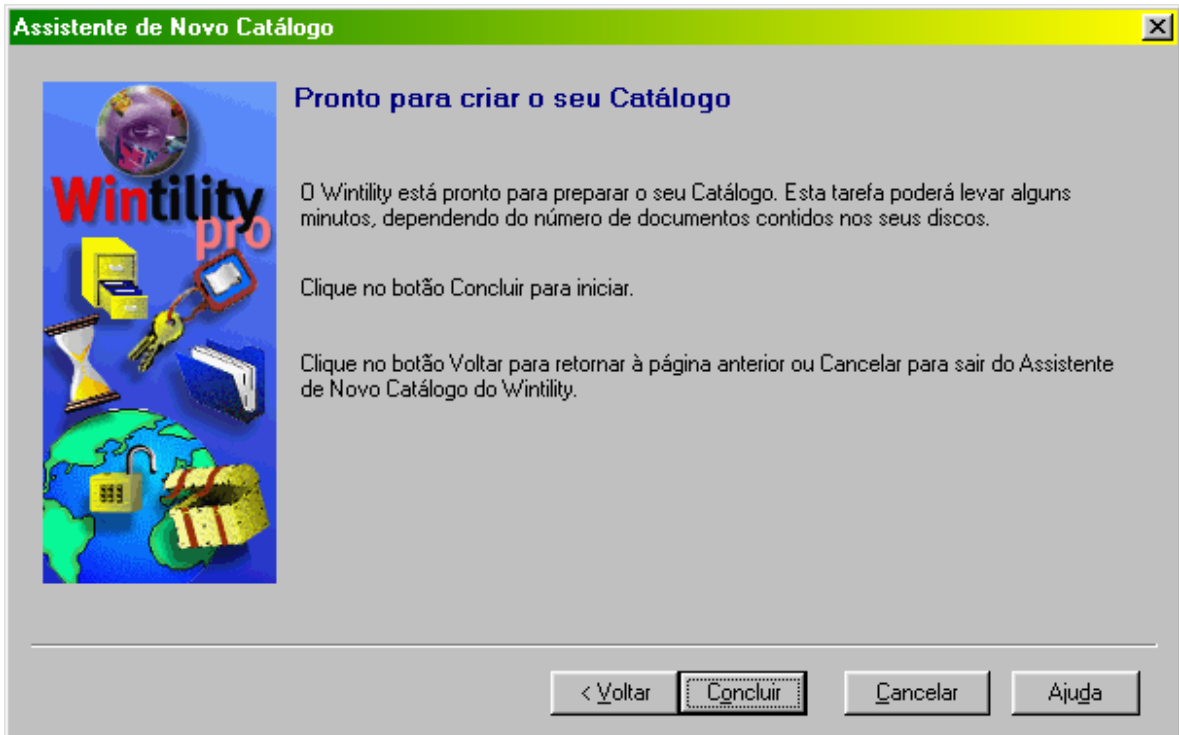 Assistente de Novo Catálogo
Wintility
pro
Pronto para criar o seu Catálogo
O Wintility está pronto para preparar o seu Catálogo. Esta tarefa poderá levar alguns
minutos, dependendo do número de documentos contidos nos seus discos.
Clique no botão Concluir para iniciar.
Clique no botão Voltar para retornar à página anterior ou Cancelar para sair do Assistente
de Novo Catálogo do Wintility.
< Voltar
Concluir
Cancelar
Ajuda